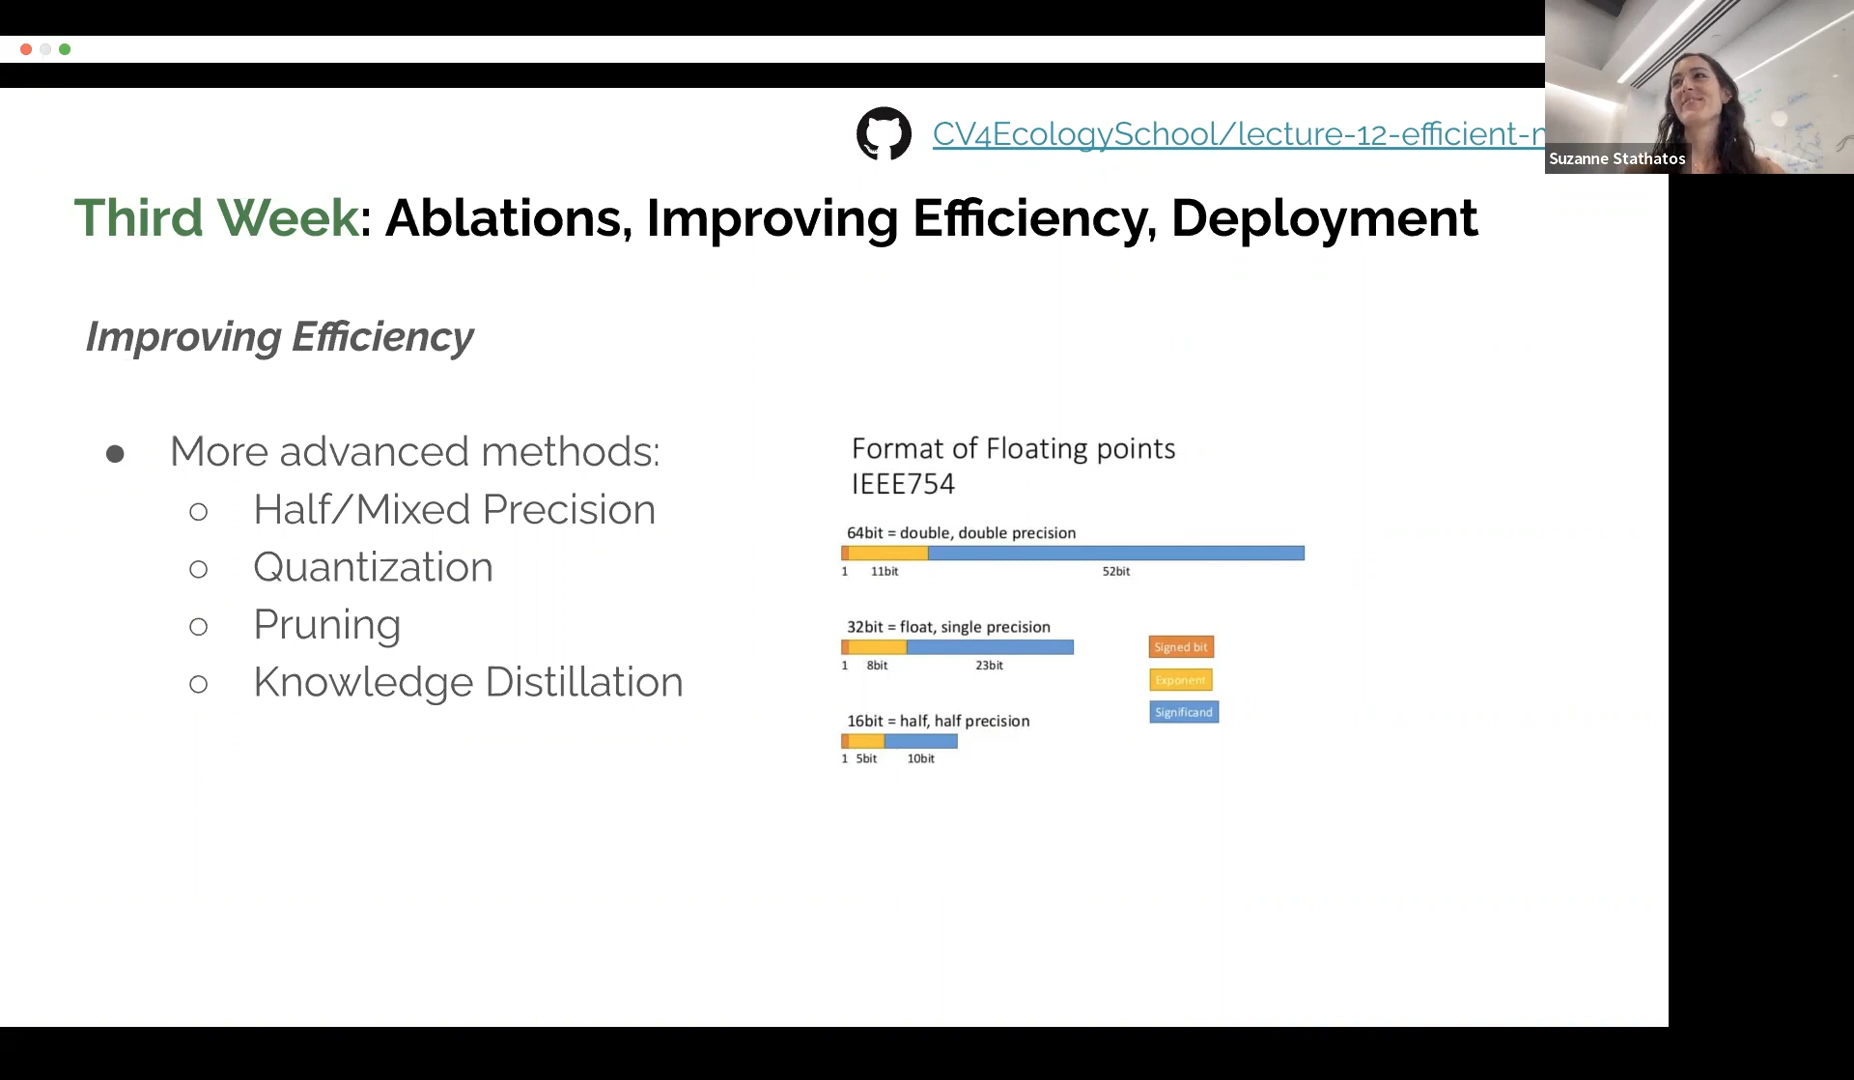 CV4EcologySchool/lecture-12-efficient-
Suzanne Stathatos
Third Week: Ablations, Improving Efficiency, Deployment
Improving Efficiency
● More advanced methods:
○ Half/Mixed Precision
○ Quantization
○ Pruning
○ Knowledge Distillation
Format of Floating points
IEEE754
64bit = double, double precision
1 11bit 52bit
32bit = float, single precision
1 8bit 23bit
16bit = half, half precision
1 5bit 10bit
Signed bit
Exponent
Significand